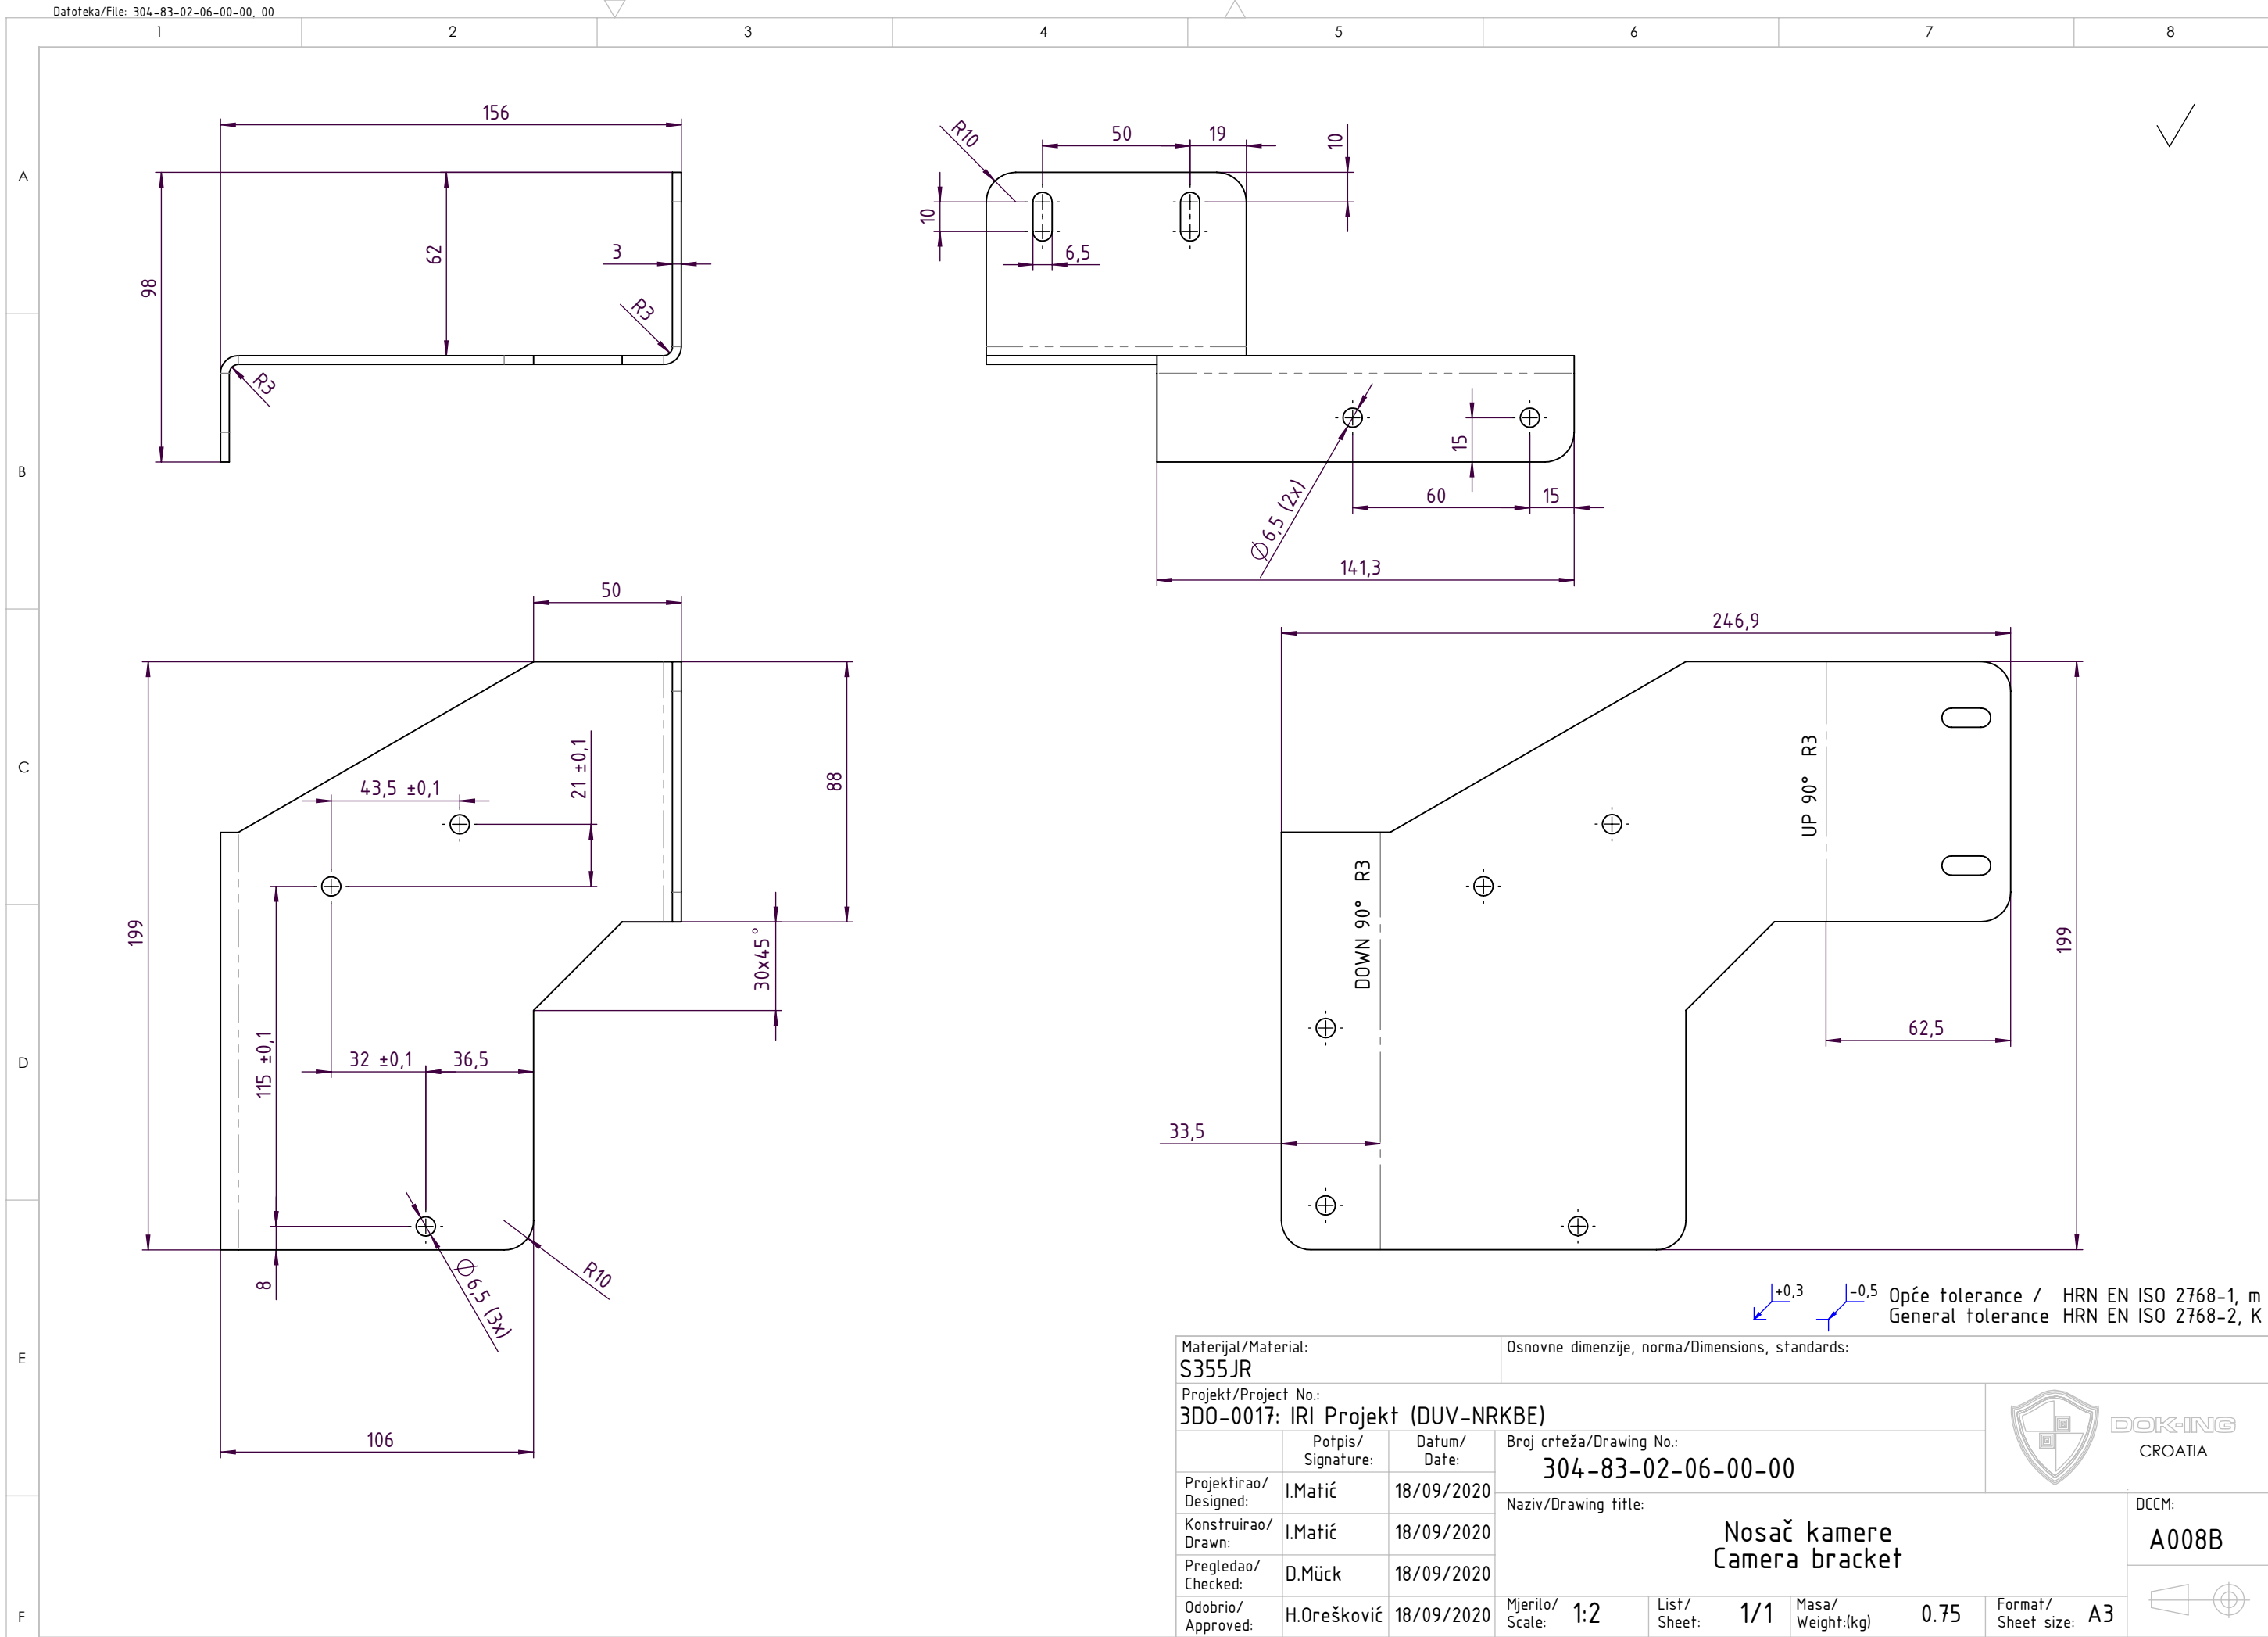 Datoteka/File: 304-83-02-06-00-00, 00
1 2 3 4 5 6 7 8
A
B
C
D
E
F
156
98
62
3
R3
R3
R10
50
19
10
10
6,5
15
60
15
∅6,5 (2x)
141,3
50
199
43,5 ±0,1
21 ±0,1
88
30x45°
115 ±0,1
32 ±0,1
36,5
8
∅6,5 (3x)
R10
106
246,9
UP 90° R3
DOWN 90° R3
62,5
33,5
199
+0,3
-0,5
Opće tolerance / HRN EN ISO 2768-1, m
General tolerance HRN EN ISO 2768-2, K
Materijal/Material:
S355JR
Osnovne dimenzije, norma/Dimensions, standards:
Projekt/Project No.:
3DO-0017: IRI Projekt (DUV-NRKBE)
DOK-ING
CROATIA
Potpis/
Signature:
Datum/
Date:
Broj crteža/Drawing No.:
304-83-02-06-00-00
Projektirao/
Designed:
I.Matić
18/09/2020
Konstruirao/
Drawn:
I.Matić
18/09/2020
Pregledao/
Checked:
D.Mück
18/09/2020
Odobrio/
Approved:
H.Orešković
18/09/2020
Naziv/Drawing title:
Nosač kamere
Camera bracket
DCCM:
A008B
Mjerilo/
Scale:
1:2
List/
Sheet:
1/1
Masa/
Weight:(kg)
0.75
Format/
Sheet size:
A3